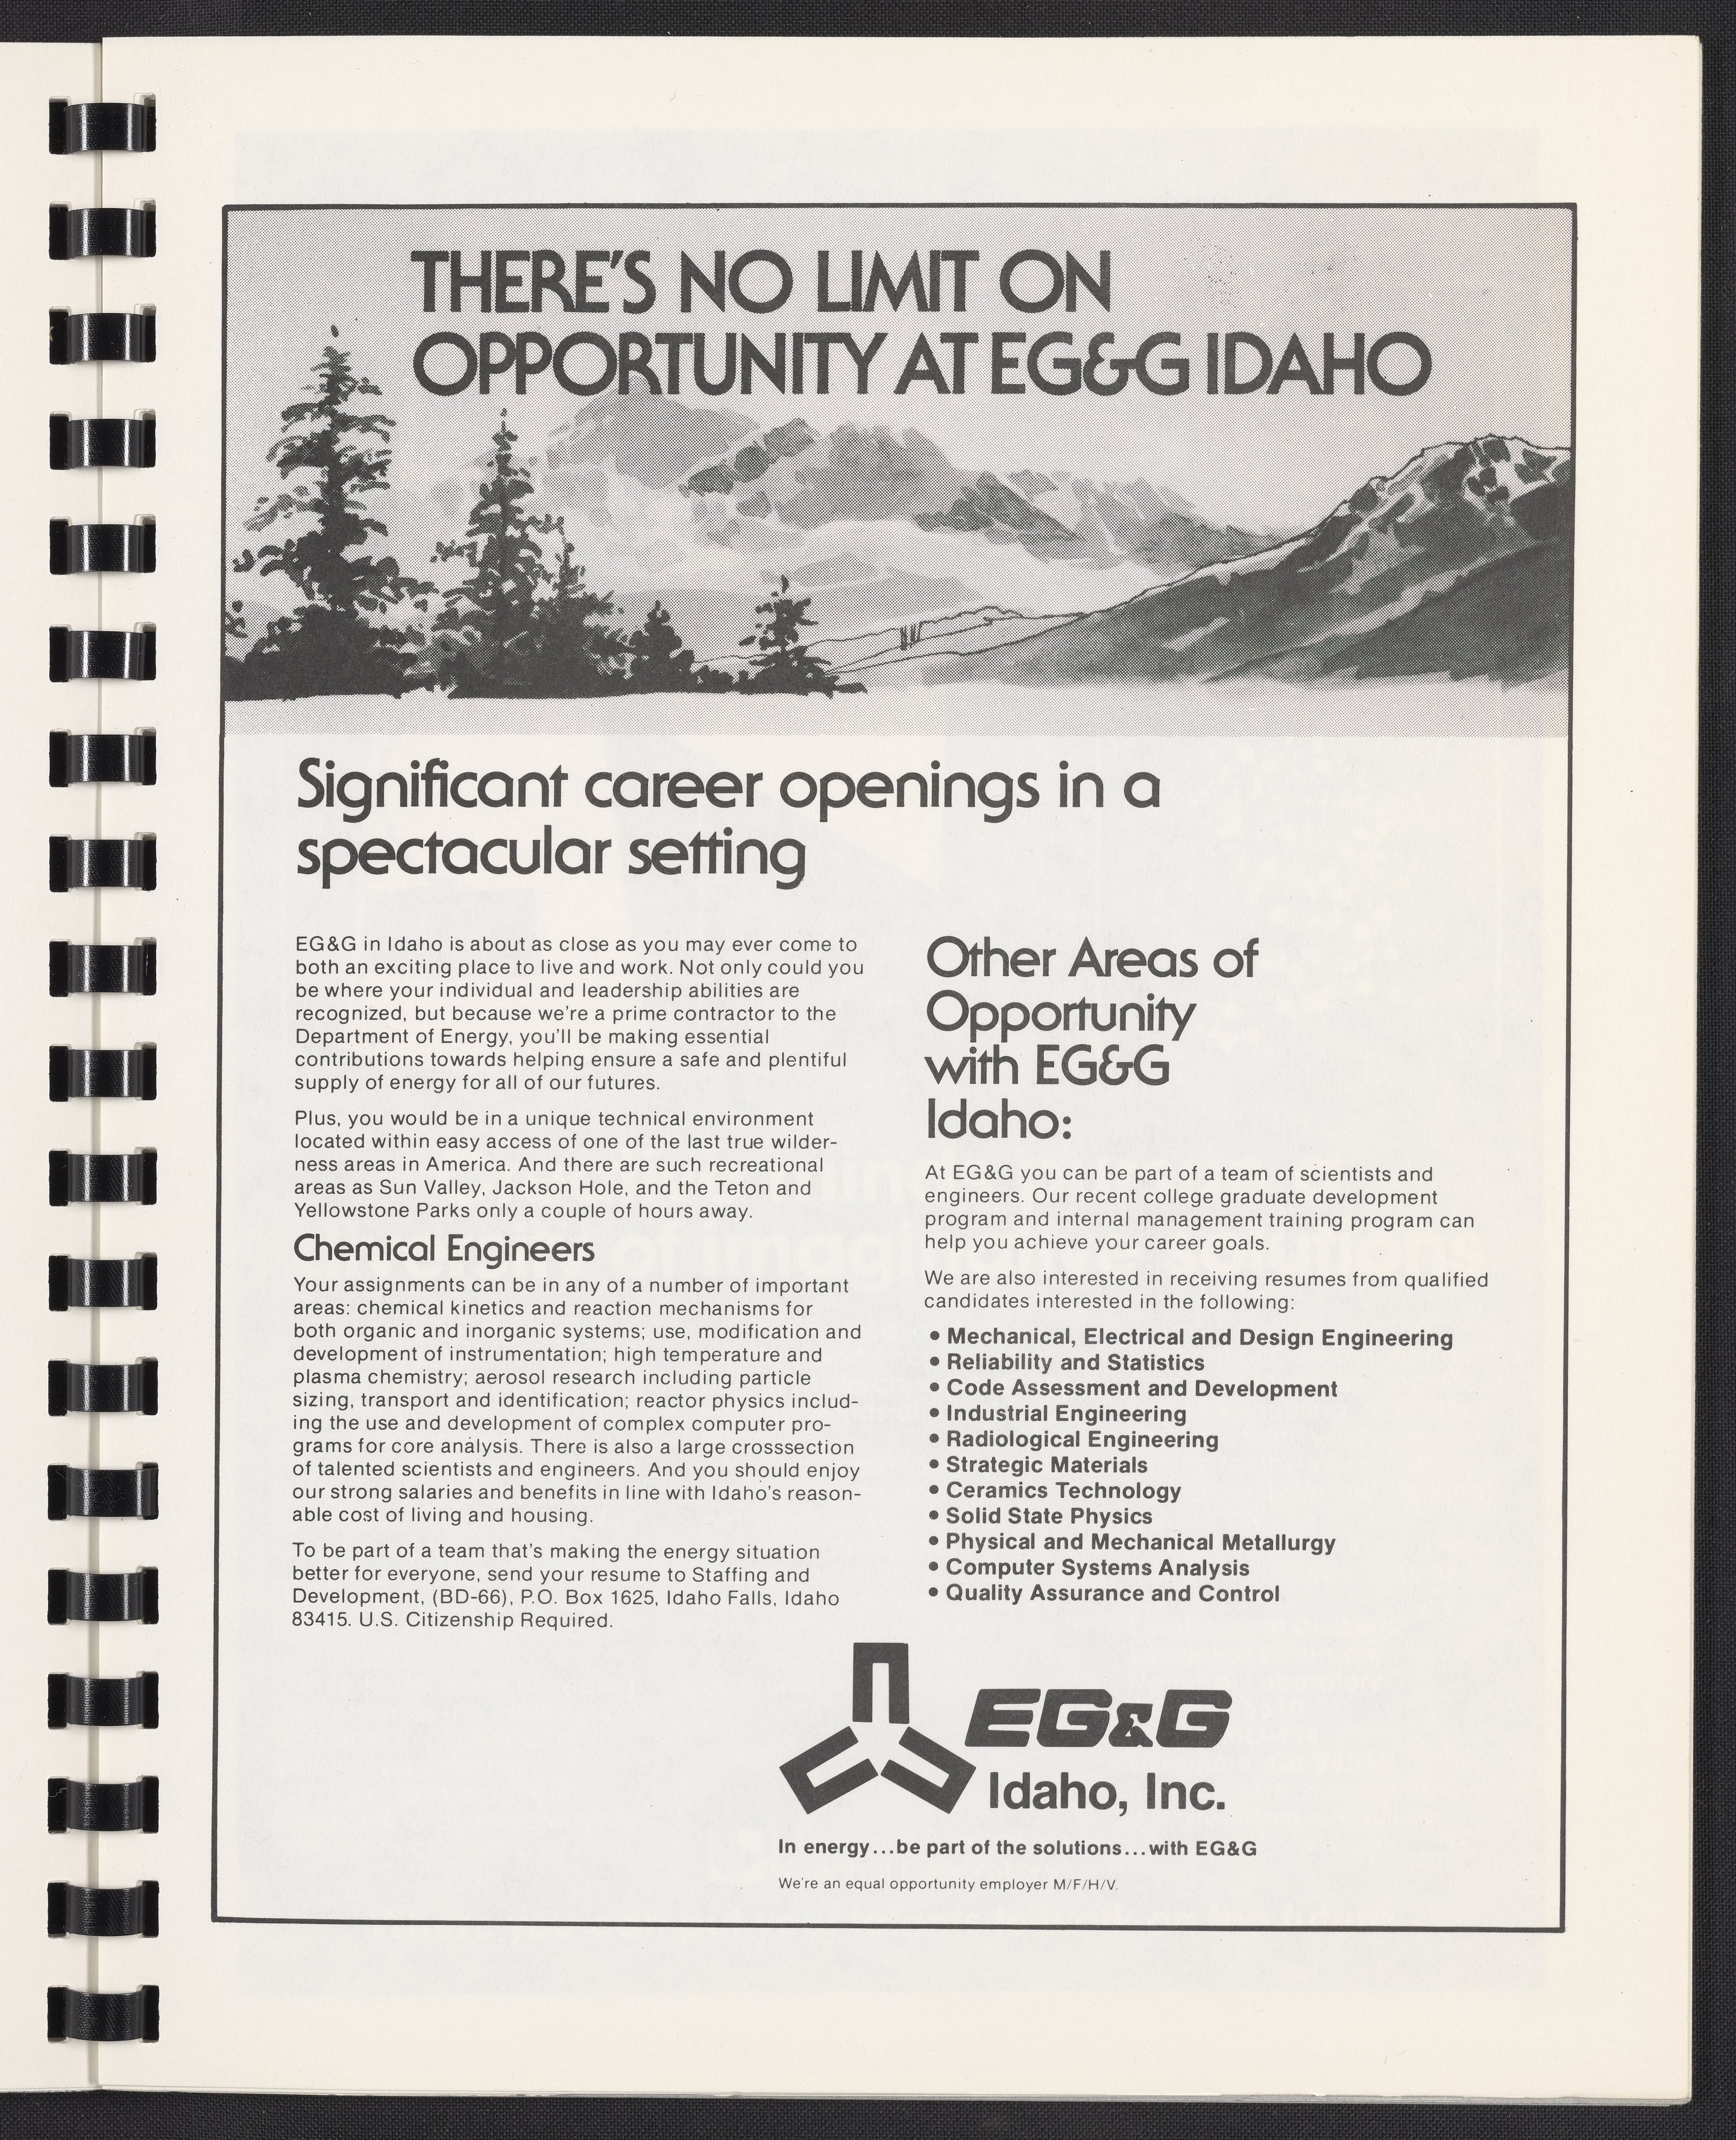 THERE'S NO LIMIT ON
OPPORTUNITY AT EG&G IDAHO
Significant career openings in a
spectacular setting
EG&G in Idaho is about as close as you may ever come to
both an exciting place to live and work. Not only could you
be where your individual and leadership abilities are
recognized, but because we're a prime contractor to the
Department of Energy, you'll be making essential
contributions towards helping ensure a safe and plentiful
supply of energy for all of our futures.
Plus, you would be in a unique technical environment
located within easy access of one of the last true wilder-
ness areas in America. And there are such recreational
areas as Sun Valley, Jackson Hole, and the Teton and
Yellowstone Parks only a couple of hours away.
Chemical Engineers
Your assignments can be in any of a number of important
areas: chemical kinetics and reaction mechanisms for
both organic and inorganic systems; use, modification and
development of instrumentation; high temperature and
plasma chemistry; aerosol research including particle
sizing, transport and identification; reactor physics includ-
ing the use and development of complex computer pro-
grams for core analysis. There is also a large crosssection
of talented scientists and engineers. And you should enjoy
our strong salaries and benefits in line with Idaho's reason-
able cost of living and housing.
To be part of a team that's making the energy situation
better for everyone, send your resume to Staffing and
Development, (BD-66), P.O. Box 1625, Idaho Falls, Idaho
83415. U.S. Citizenship Required.
Other Areas of
Opportunity
with EG&G
Idaho:
At EG&G you can be part of a team of scientists and
engineers. Our recent college graduate development
program and internal management training program can
help you achieve your career goals.
We are also interested in receiving resumes from qualified
candidates interested in the following:
• Mechanical, Electrical and Design Engineering
• Reliability and Statistics
• Code Assessment and Development
• Industrial Engineering
• Radiological Engineering
• Strategic Materials
• Ceramics Technology
• Solid State Physics
• Physical and Mechanical Metallurgy
• Computer Systems Analysis
• Quality Assurance and Control
EG&G
Idaho, Inc.
In energy...be part of the solutions...with EG&G
We're an equal opportunity employer M/F/H/V.